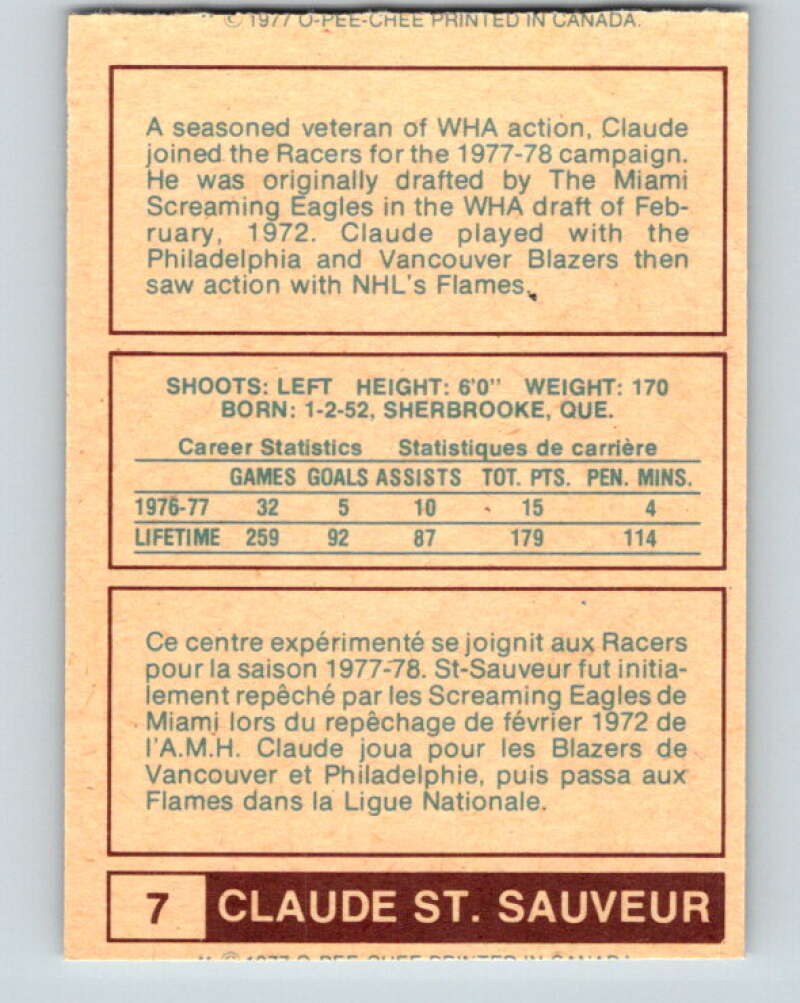 © 1977 O-PEE-CHEE PRINTED IN CANADA.
A seasoned veteran of WHA action, Claude
joined the Racers for the 1977-78 campaign.
He was originally drafted by The Miami
Screaming Eagles in the WHA draft of Feb-
ruary, 1972. Claude played with the
Philadelphia and Vancouver Blazers then
saw action with NHL's Flames.
SHOOTS: LEFT HEIGHT: 6'0" WEIGHT: 170
BORN: 1-2-52, SHERBROOKE, QUE.
Career Statistics Statistiques de carrière
GAMES GOALS ASSISTS TOT. PTS. PEN. MINS.
1976-77 32 5 10 15 4
LIFETIME 259 92 87 179 114
Ce centre expérimenté se joignit aux Racers
pour la saison 1977-78. St-Sauveur fut initia-
lement repêché par les Screaming Eagles de
Miami lors du repêchage de février 1972 de
l'A.M.H. Claude joua pour les Blazers de
Vancouver et Philadelphie, puis passa aux
Flames dans la Ligue Nationale.
7 CLAUDE ST. SAUVEUR
© 1977 O-PEE-CHEE PRINTED IN CANADA